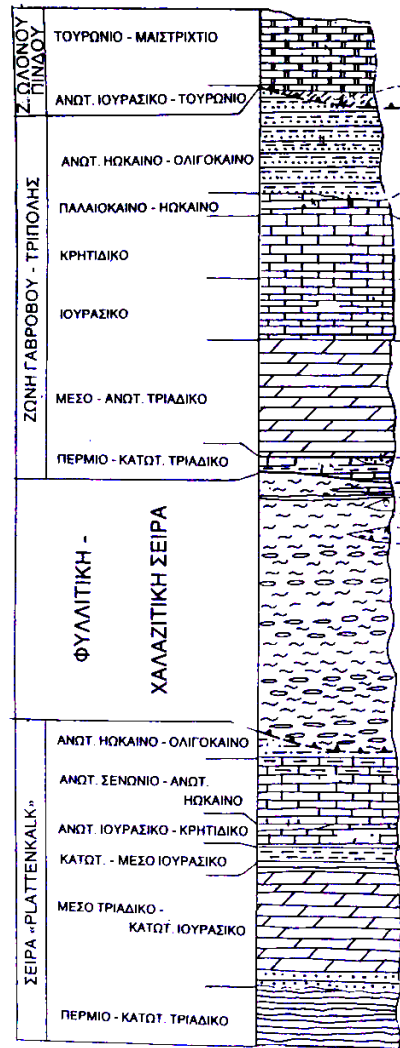 Ζ. ΩΛΟΝΟΥ
ΠΙΝΔΟΥ
ΤΟΥΡΩΝΙΟ - ΜΑΙΣΤΡΙΧΤΙΟ
ΑΝΩΤ. ΙΟΥΡΑΣΙΚΟ - ΤΟΥΡΩΝΙΟ
ΖΩΝΗ ΓΑΒΡΟΒΟΥ - ΤΡΙΠΟΛΗΣ
ΑΝΩΤ. ΗΩΚΑΙΝΟ - ΟΛΙΓΟΚΑΙΝΟ
ΠΑΛΑΙΟΚΑΙΝΟ - ΗΩΚΑΙΝΟ
ΚΡΗΤΙΔΙΚΟ
ΙΟΥΡΑΣΙΚΟ
ΜΕΣΟ - ΑΝΩΤ. ΤΡΙΑΔΙΚΟ
ΠΕΡΜΙΟ - ΚΑΤΩΤ. ΤΡΙΑΔΙΚΟ
ΦΥΛΛΙΤΙΚΗ -
ΧΑΛΑΖΙΤΙΚΗ ΣΕΙΡΑ
ΣΕΙΡΑ «PLATTENKALK»
ΑΝΩΤ. ΗΩΚΑΙΝΟ - ΟΛΙΓΟΚΑΙΝΟ
ΑΝΩΤ. ΣΕΝΩΝΙΟ - ΑΝΩΤ.
ΗΩΚΑΙΝΟ
ΑΝΩΤ. ΙΟΥΡΑΣΙΚΟ - ΚΡΗΤΙΔΙΚΟ
ΚΑΤΩΤ. - ΜΕΣΟ ΙΟΥΡΑΣΙΚΟ
ΜΕΣΟ ΤΡΙΑΔΙΚΟ -
ΚΑΤΩΤ. ΙΟΥΡΑΣΙΚΟ
ΠΕΡΜΙΟ - ΚΑΤΩΤ. ΤΡΙΑΔΙΚΟ